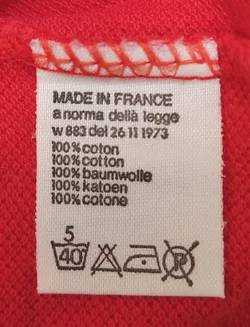 MADE IN FRANCE
a norma dellà legge
w 883 del 26 11 1973
100% coton
100% cotton
100% baumwolle
100% katoen
100% cotone
5
40 P